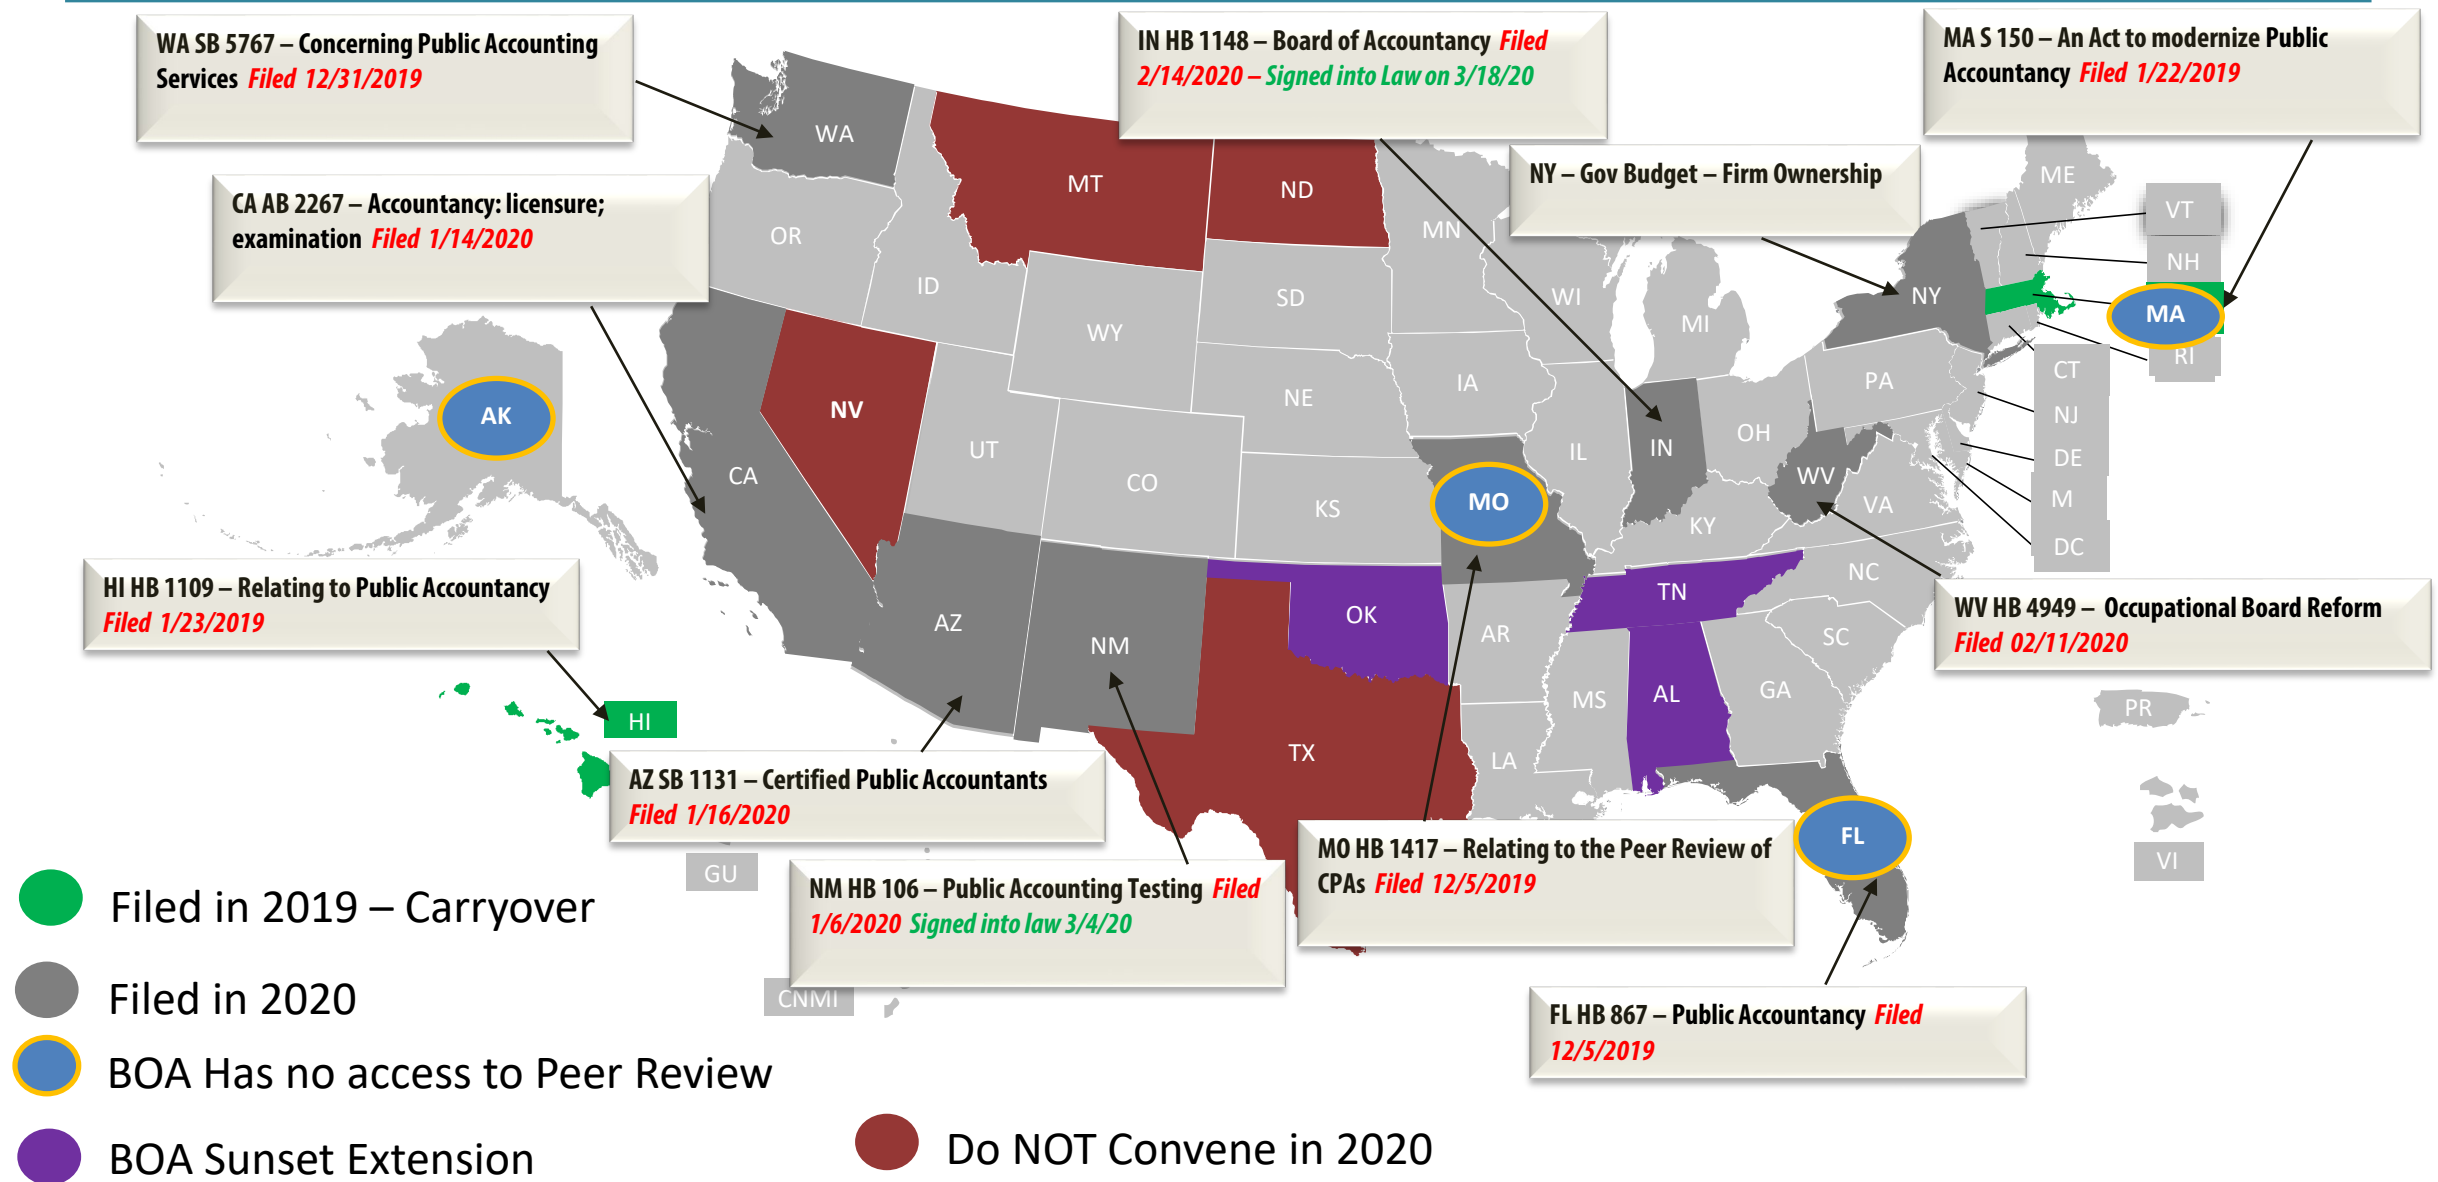 WA SB 5767 – Concerning Public Accounting
Services Filed 12/31/2019
IN HB 1148 – Board of Accountancy Filed
2/14/2020 – Signed into Law on 3/18/20
MA S 150 – An Act to modernize Public
Accountancy Filed 1/22/2019
CA AB 2267 – Accountancy: licensure;
examination Filed 1/14/2020
NY – Gov Budget – Firm Ownership
WA
MT
ND
MN
ME
VT
NH
MA
RI
OR
ID
SD
WI
MI
NY
WY
CT
PA
NJ
AK
NV
NE
IA
OH
DE
UT
CO
CA
KS
MO
IL
IN
WV
VA
M
KY
DC
HI HB 1109 – Relating to Public Accountancy
Filed 1/23/2019
WV HB 4949 – Occupational Board Reform
Filed 02/11/2020
AZ
NM
OK
AR
TN
NC
SC
MS
AL
GA
HI
TX
LA
PR
AZ SB 1131 – Certified Public Accountants
Filed 1/16/2020
MO HB 1417 – Relating to the Peer Review of
CPAs Filed 12/5/2019
FL
VI
GU
NM HB 106 – Public Accounting Testing Filed
1/6/2020 Signed into law 3/4/20
CNMI
FL HB 867 – Public Accountancy Filed
12/5/2019
Filed in 2019 – Carryover
Filed in 2020
BOA Has no access to Peer Review
BOA Sunset Extension
Do NOT Convene in 2020